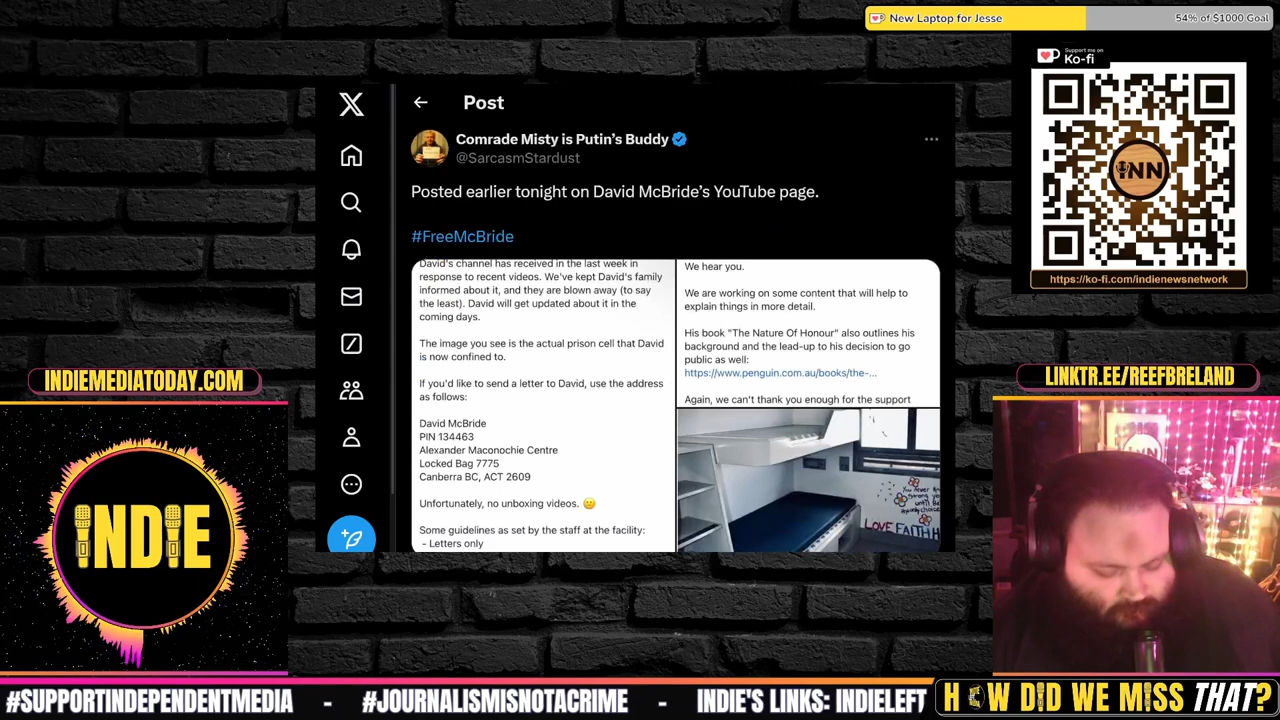 New Laptop for Jesse
54% of $1000 Goal
Support me on
Ko-fi
iNN
https://ko-fi.com/indienewsnetwork
Post
Comrade Misty is Putin's Buddy
@SarcasmStardust
Posted earlier tonight on David McBride's YouTube page.
#FreeMcBride
David's channel has received in the last week in
response to recent videos. We've kept David's family
informed about it, and they are blown away (to say
the least). David will get updated about it in the
coming days.
The image you see is the actual prison cell that David
is now confined to.
If you'd like to send a letter to David, use the address
as follows:
David McBride
PIN 134463
Alexander Maconochie Centre
Locked Bag 7775
Canberra BC, ACT 2609
Unfortunately, no unboxing videos. 😕
Some guidelines as set by the staff at the facility:
- Letters only
We hear you.
We are working on some content that will help to
explain things in more detail.
His book "The Nature Of Honour" also outlines his
background and the lead-up to his decision to go
public as well:
https://www.penguin.com.au/books/the-...
Again, we can't thank you enough for the support
You never
strong
until
LOVE FAITH H
INDIEMEDIATODAY.COM
INDIE
LINKTR.EE/REEFBRELAND
#SUPPORTINDEPENDENTMEDIA - #JOURNALISMISNOTACRIME - INDIE'S LINKS: INDIELEFT
HOW DID WE MISS THAT?